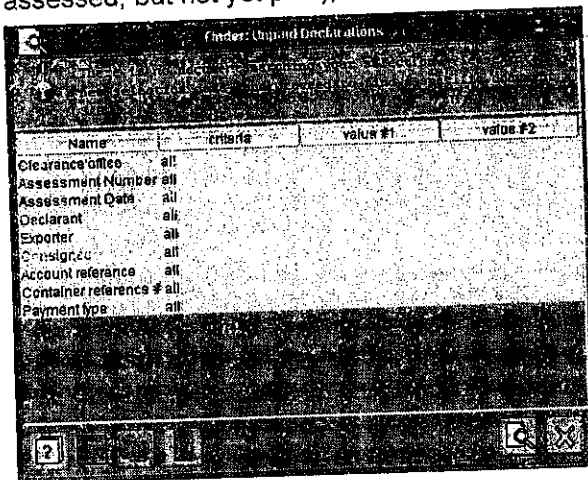 assessed, but not yet
Finder: Unpaid Declarations
Name criteria value #1 value #2
Clearance office all
Assessment Number all
Assessment Date all
Declarant all
Exporter all
Consignee all
Account reference all
Container reference # all
Payment type all
?